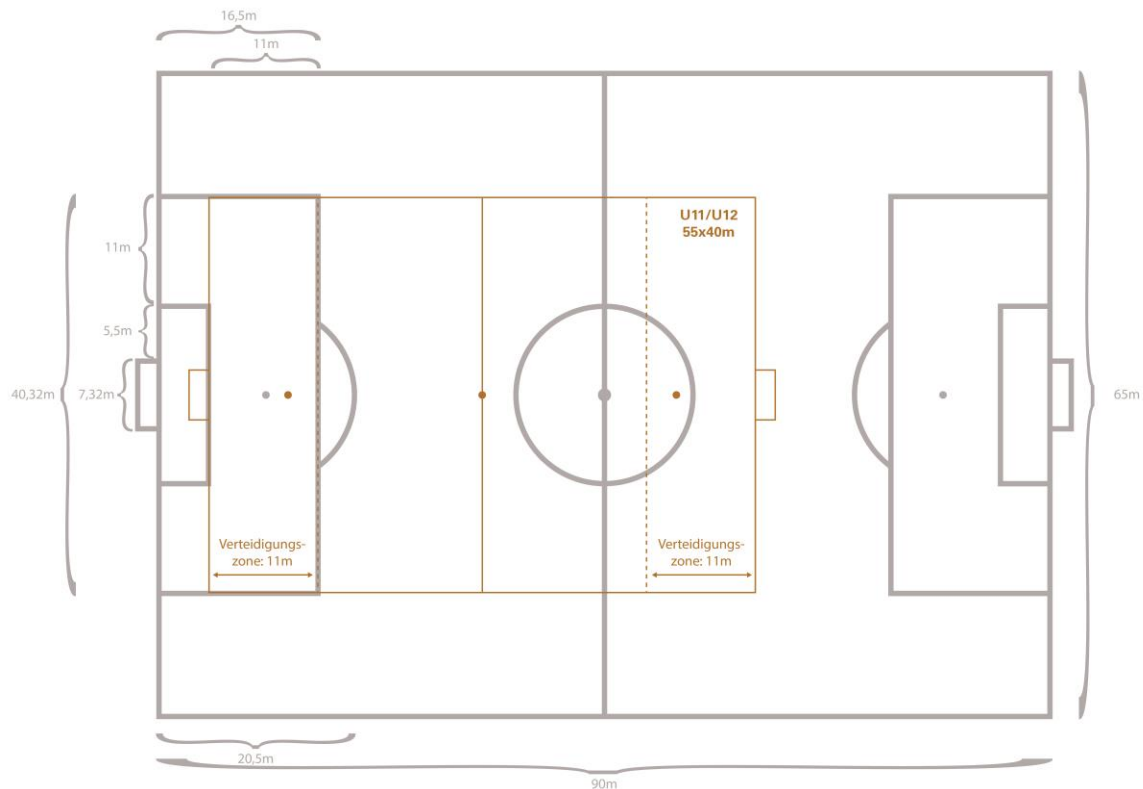 16,5m
11m
U11/U12
55x40m
11m
5,5m
40,32m
7,32m
65m
Verteidigungs-
zone: 11m
Verteidigungs-
zone: 11m
20,5m
90m